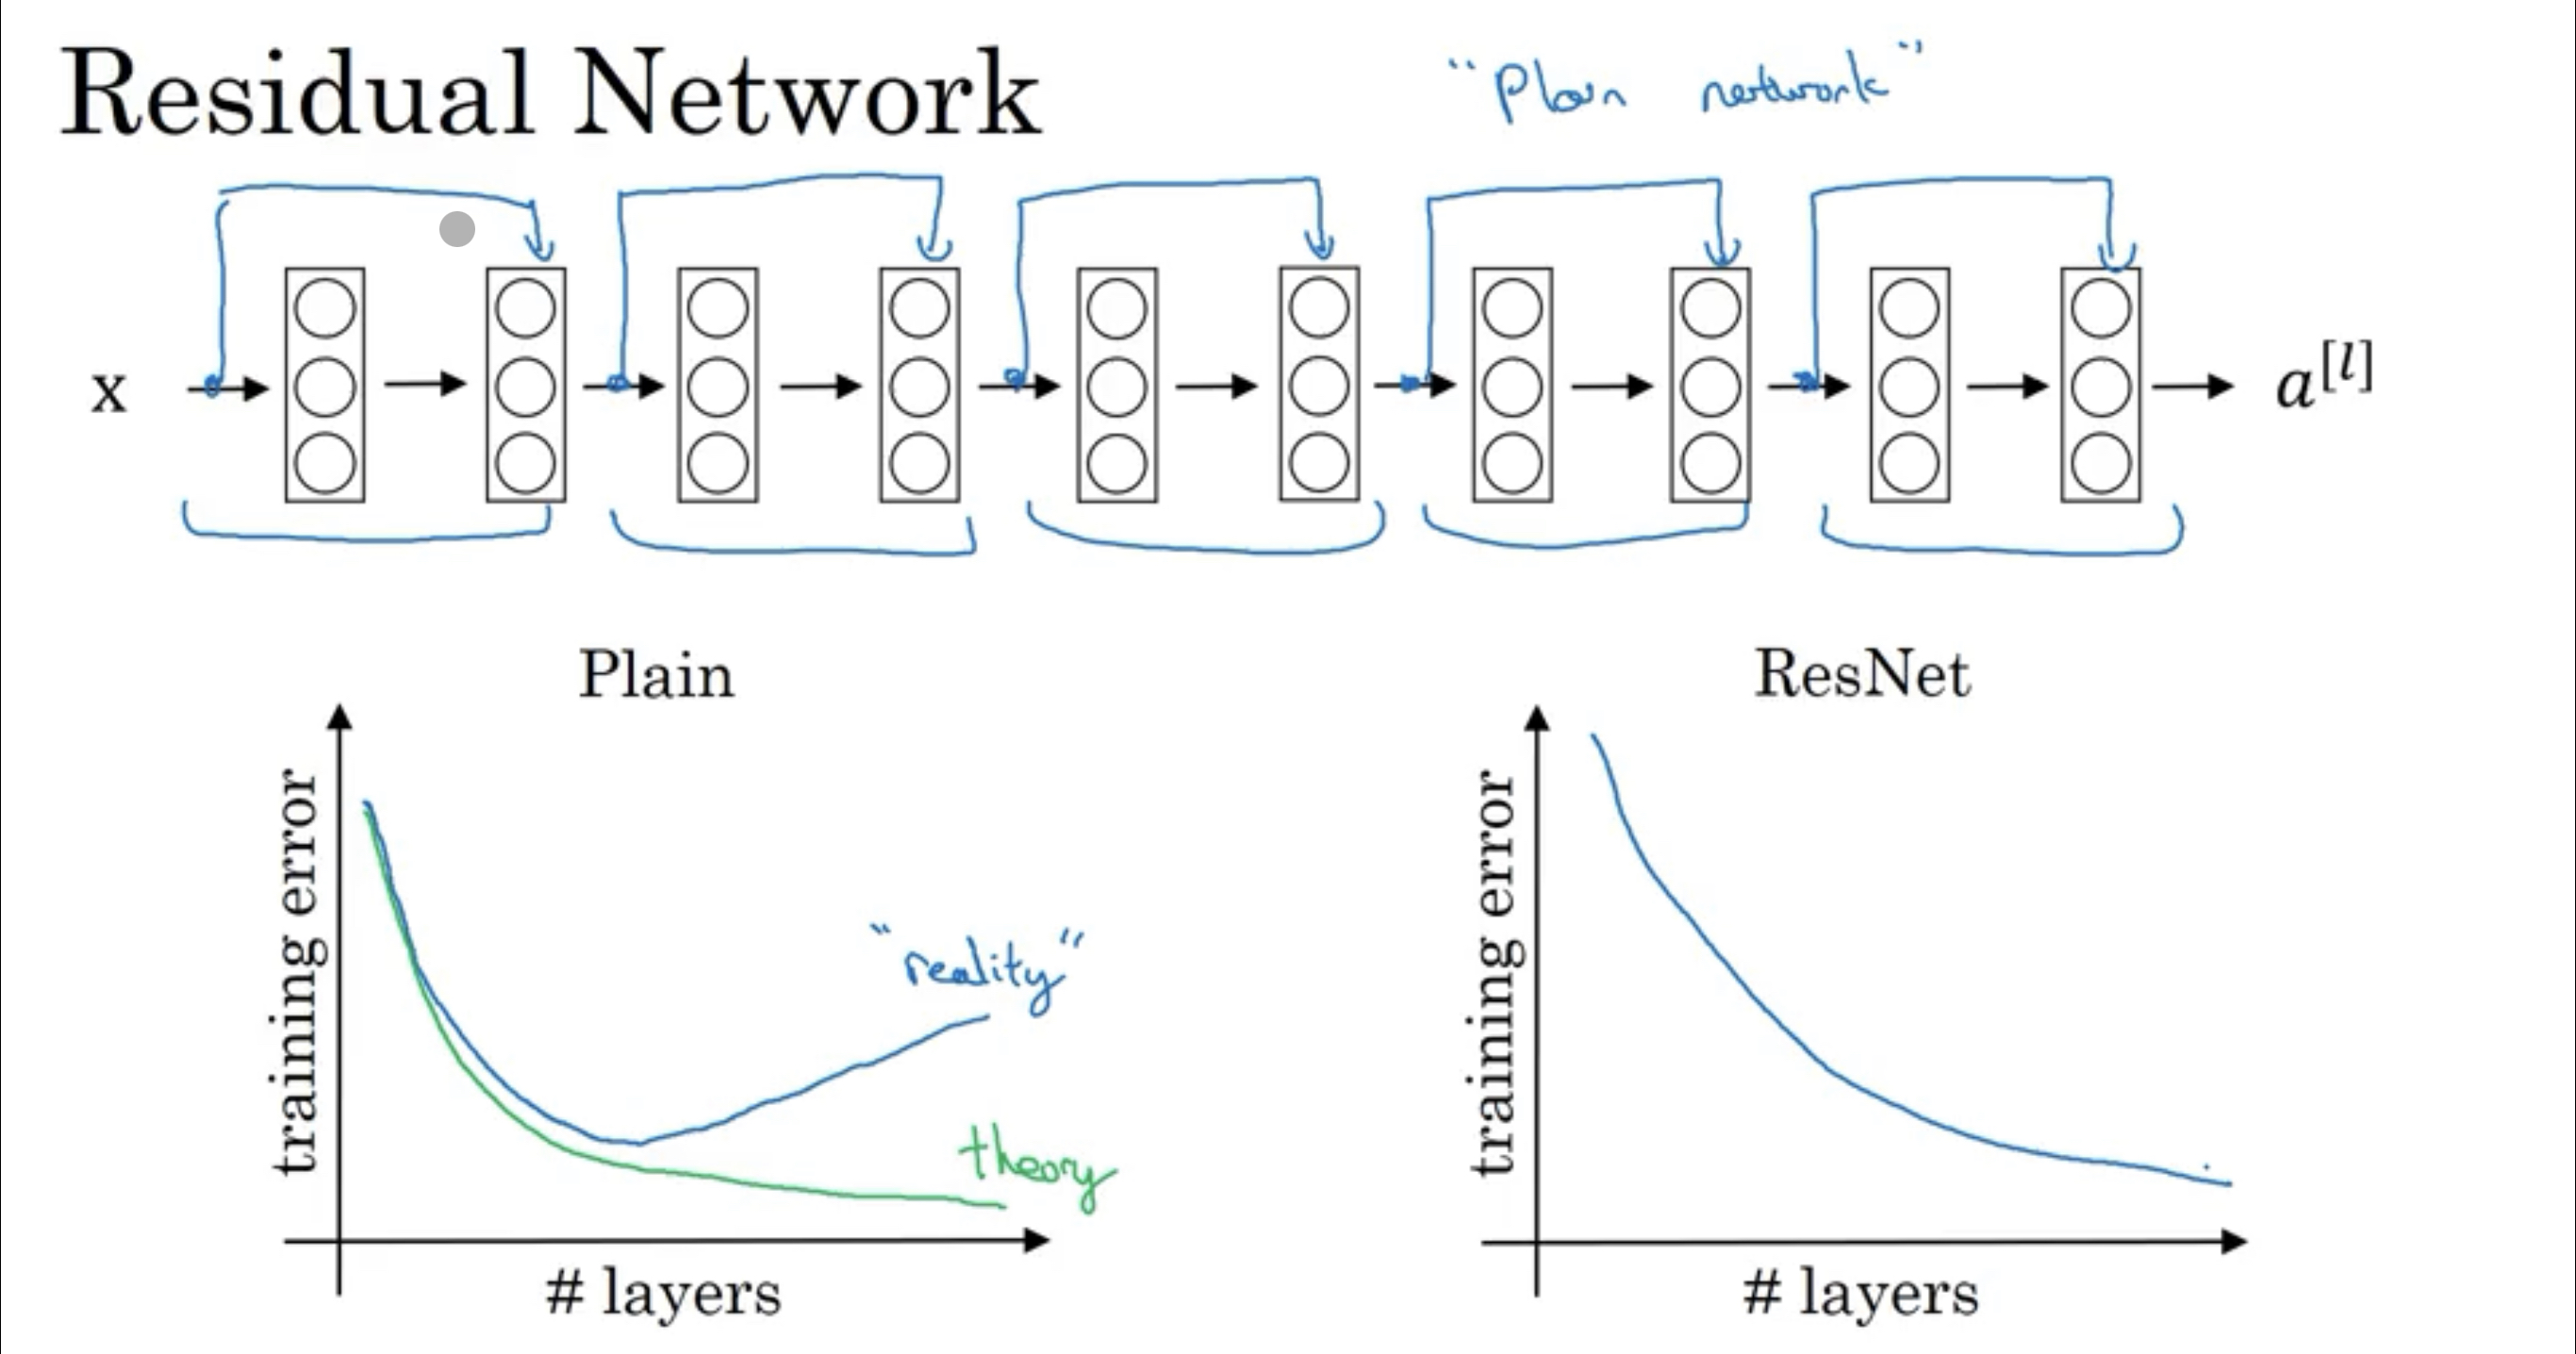 Residual Network
"Plain network"
x
a^[l]
Plain
ResNet
training error
"reality"
theory
# layers
training error
# layers